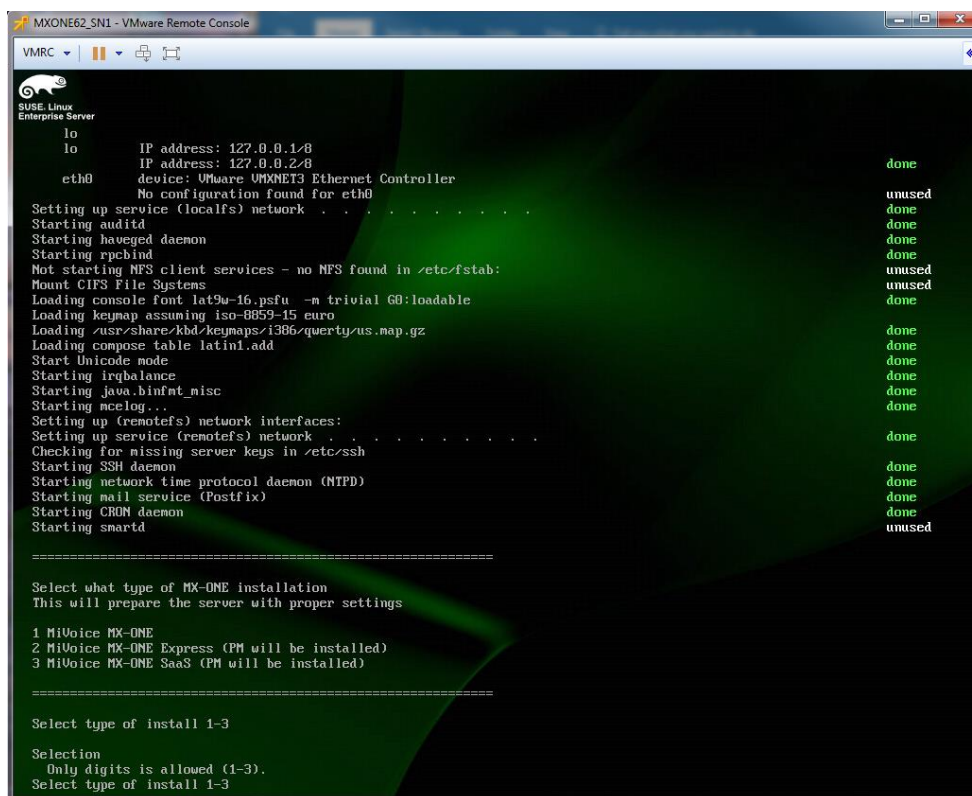 MXONE62_SN1 - VMware Remote Console
VMRC
SUSE. Linux
Enterprise Server
lo
lo IP address: 127.0.0.1/8
IP address: 127.0.0.2/8 done
eth0 device: VMware VMXNET3 Ethernet Controller
No configuration found for eth0 unused
Setting up service (localfs) network . . . . . . . . . . done
Starting auditd done
Starting haveged daemon done
Starting rpcbind done
Not starting NFS client services - no NFS found in /etc/fstab: unused
Mount CIFS File Systems unused
Loading console font lat9w-16.psfu -m trivial G0:loadable done
Loading keymap assuming iso-8859-15 euro
Loading /usr/share/kbd/keymaps/i386/qwerty/us.map.gz done
Loading compose table latin1.add done
Start Unicode mode done
Starting irqbalance done
Starting java.binfmt_misc done
Starting mcelog... done
Setting up (remotefs) network interfaces:
Setting up service (remotefs) network . . . . . . . . . . done
Checking for missing server keys in /etc/ssh
Starting SSH daemon done
Starting network time protocol daemon (NTPD) done
Starting mail service (Postfix) done
Starting CRON daemon done
Starting smartd unused
=============================================================
Select what type of MX-ONE installation
This will prepare the server with proper settings
1 MiVoice MX-ONE
2 MiVoice MX-ONE Express (PM will be installed)
3 MiVoice MX-ONE SaaS (PM will be installed)
=============================================================
Select type of install 1-3
Selection
Only digits is allowed (1-3).
Select type of install 1-3